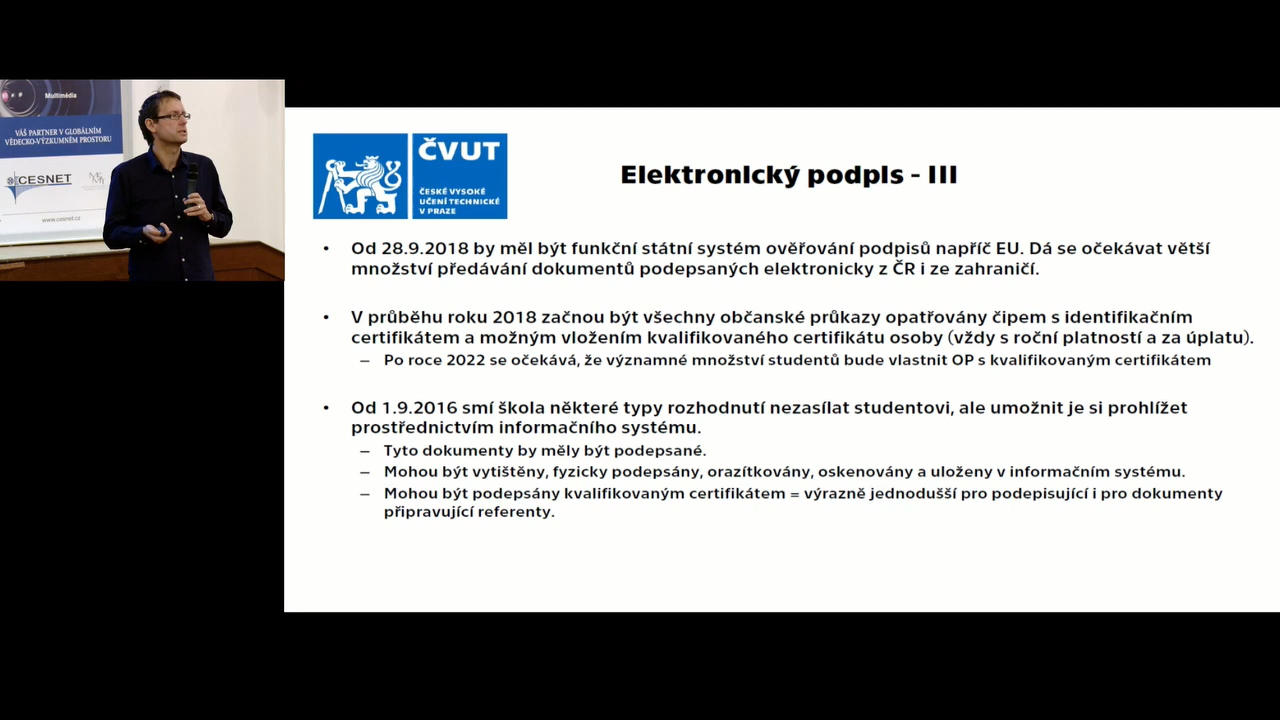 Multimédia
VÁŠ PARTNER V GLOBÁLNÍM
VĚDECKO-VÝZKUMNÉM PROSTORU
CESNET
www.cesnet.cz
ČVUT
ČESKÉ VYSOKÉ
UČENÍ TECHNICKÉ
V PRAZE
Elektronický podpis - III
• Od 28.9.2018 by měl být funkční státní systém ověřování podpisů napříč EU. Dá se očekávat větší
množství předávání dokumentů podepsaných elektronicky z ČR i ze zahraničí.
• V průběhu roku 2018 začnou být všechny občanské průkazy opatřovány čipem s identifikačním
certifikátem a možným vložením kvalifikovaného certifikátu osoby (vždy s roční platností a za úplatu).
– Po roce 2022 se očekává, že významné množství studentů bude vlastnit OP s kvalifikovaným certifikátem
• Od 1.9.2016 smí škola některé typy rozhodnutí nezasílat studentovi, ale umožnit je si prohlížet
prostřednictvím informačního systému.
– Tyto dokumenty by měly být podepsané.
– Mohou být vytištěny, fyzicky podepsány, orazítkovány, oskenovány a uloženy v informačním systému.
– Mohou být podepsány kvalifikovaným certifikátem = výrazně jednodušší pro podepisující i pro dokumenty
připravující referenty.